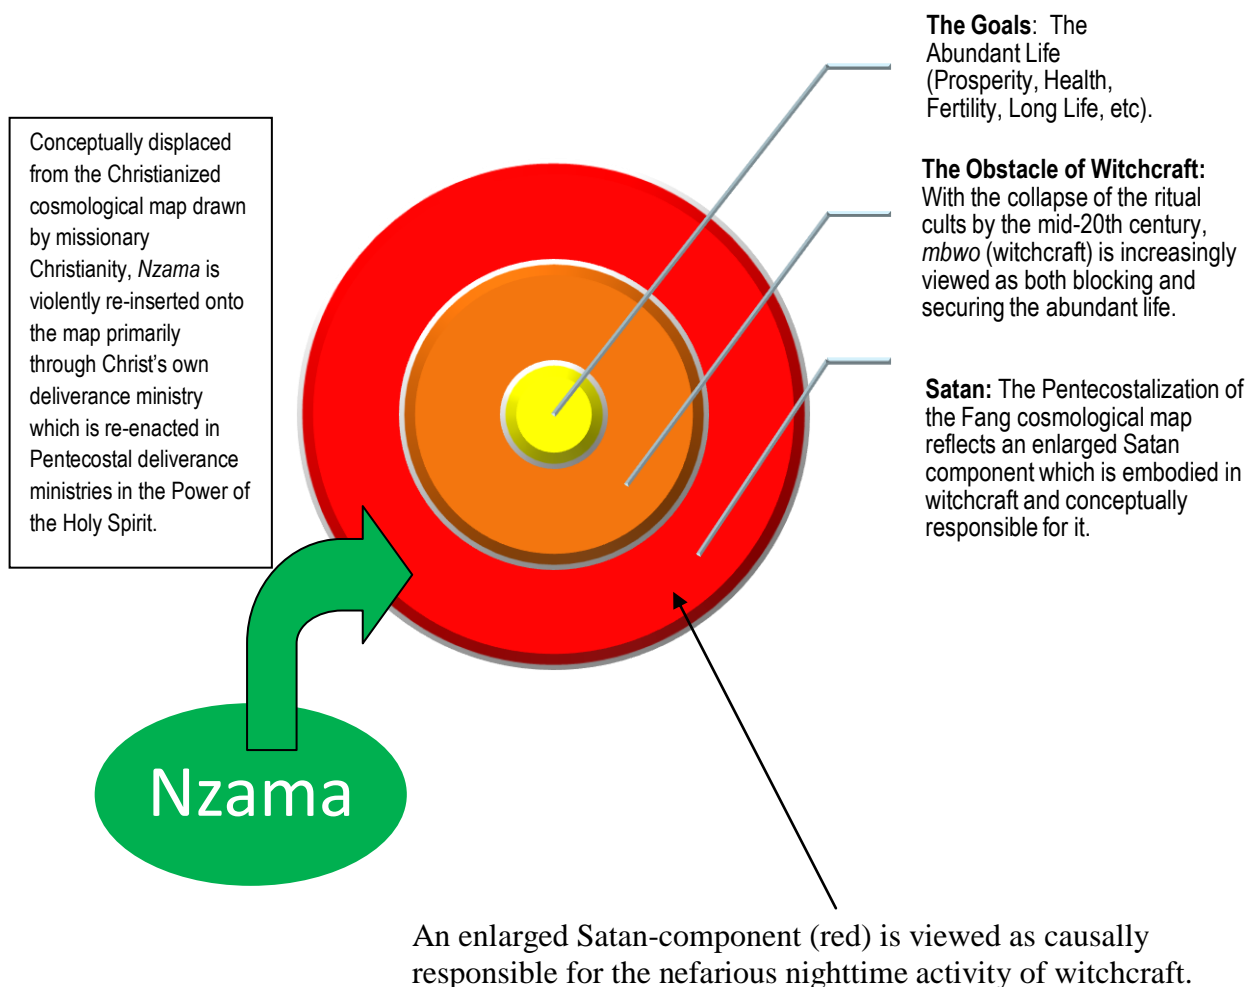 The Goals:  The
Abundant Life
(Prosperity, Health,
Fertility, Long Life, etc).
The Obstacle of Witchcraft:
With the collapse of the ritual
cults by the mid-20th century,
mbwo (witchcraft) is increasingly
viewed as both blocking and
securing the abundant life.
Satan: The Pentecostalization of
the Fang cosmological map
reflects an enlarged Satan
component which is embodied in
witchcraft and conceptually
responsible for it.
Conceptually displaced
from the Christianized
cosmological map drawn
by missionary
Christianity, Nzama is
violently re-inserted onto
the map primarily
through Christ’s own
deliverance ministry
which is re-enacted in
Pentecostal deliverance
ministries in the Power of
the Holy Spirit.
Nzama
An enlarged Satan-component (red) is viewed as causally
responsible for the nefarious nighttime activity of witchcraft.